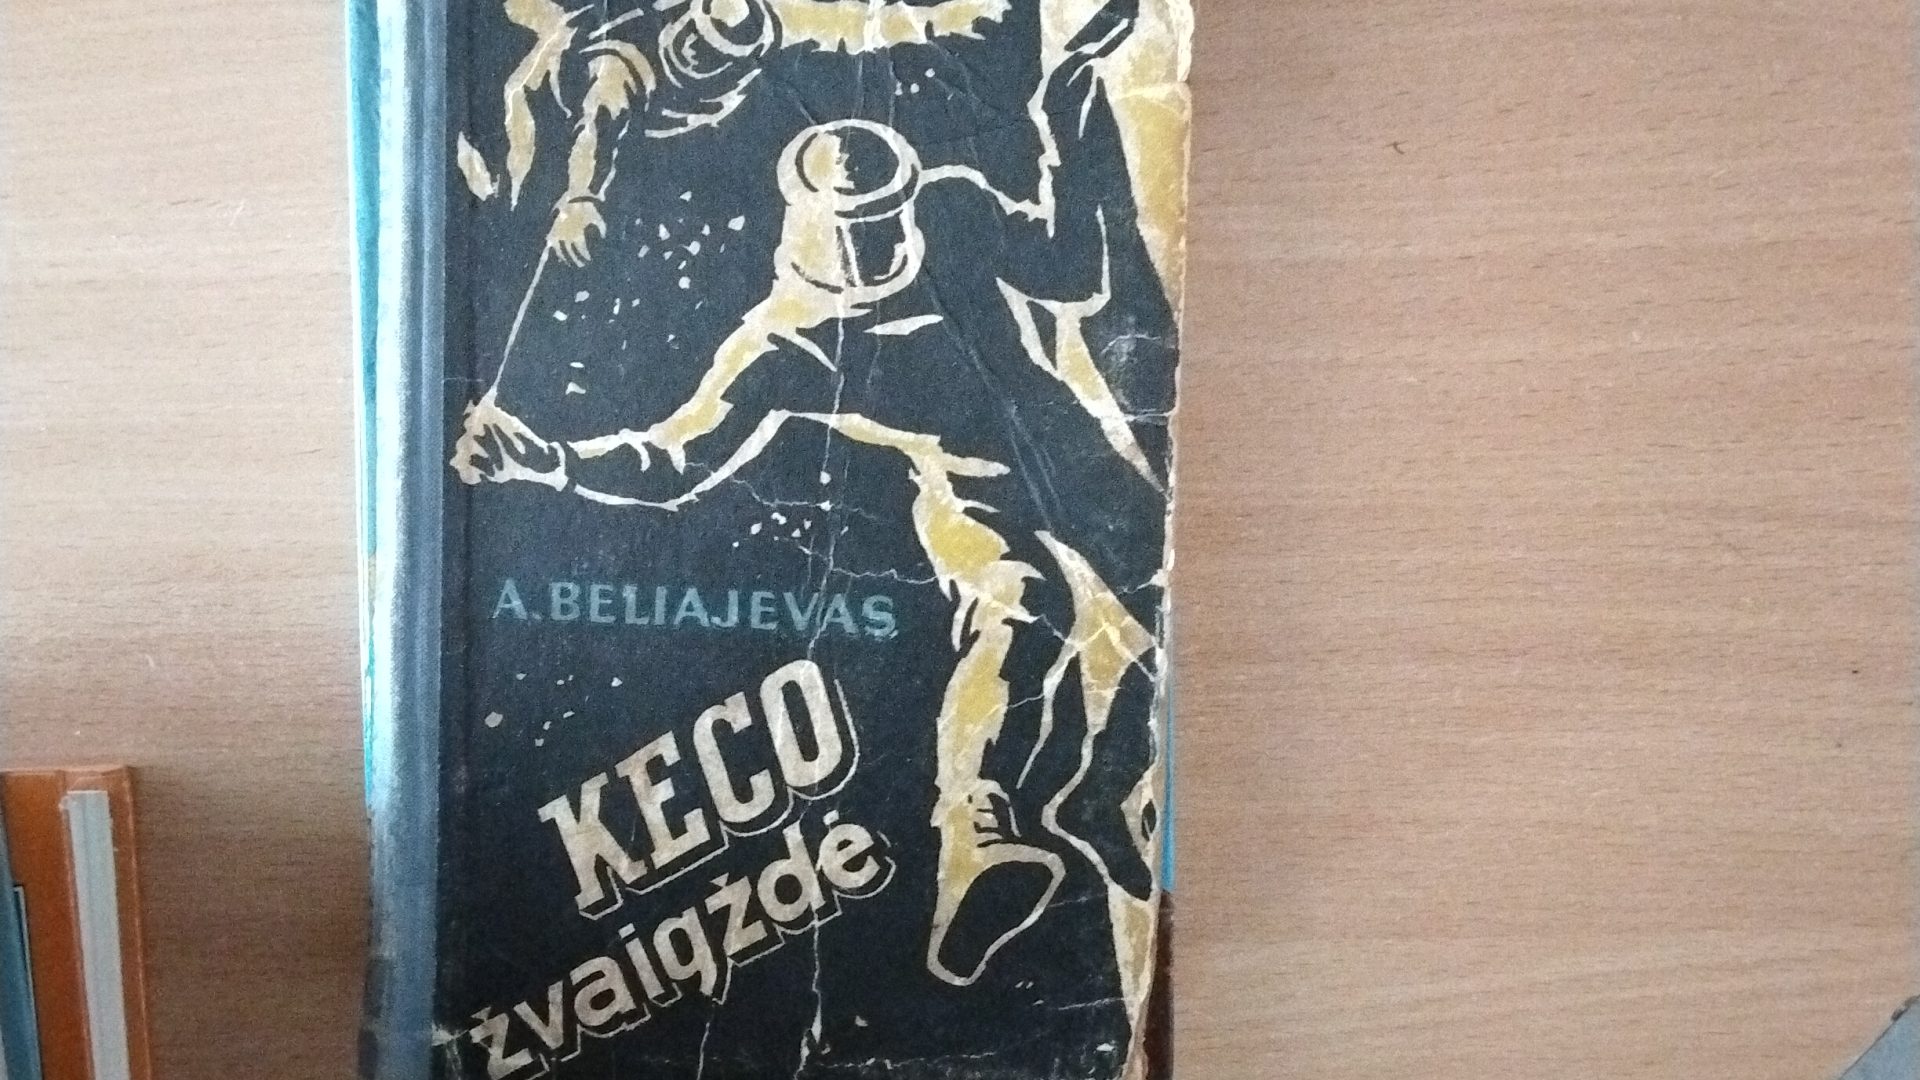 A. BELIAJEVAS
KECO
žvaigždė